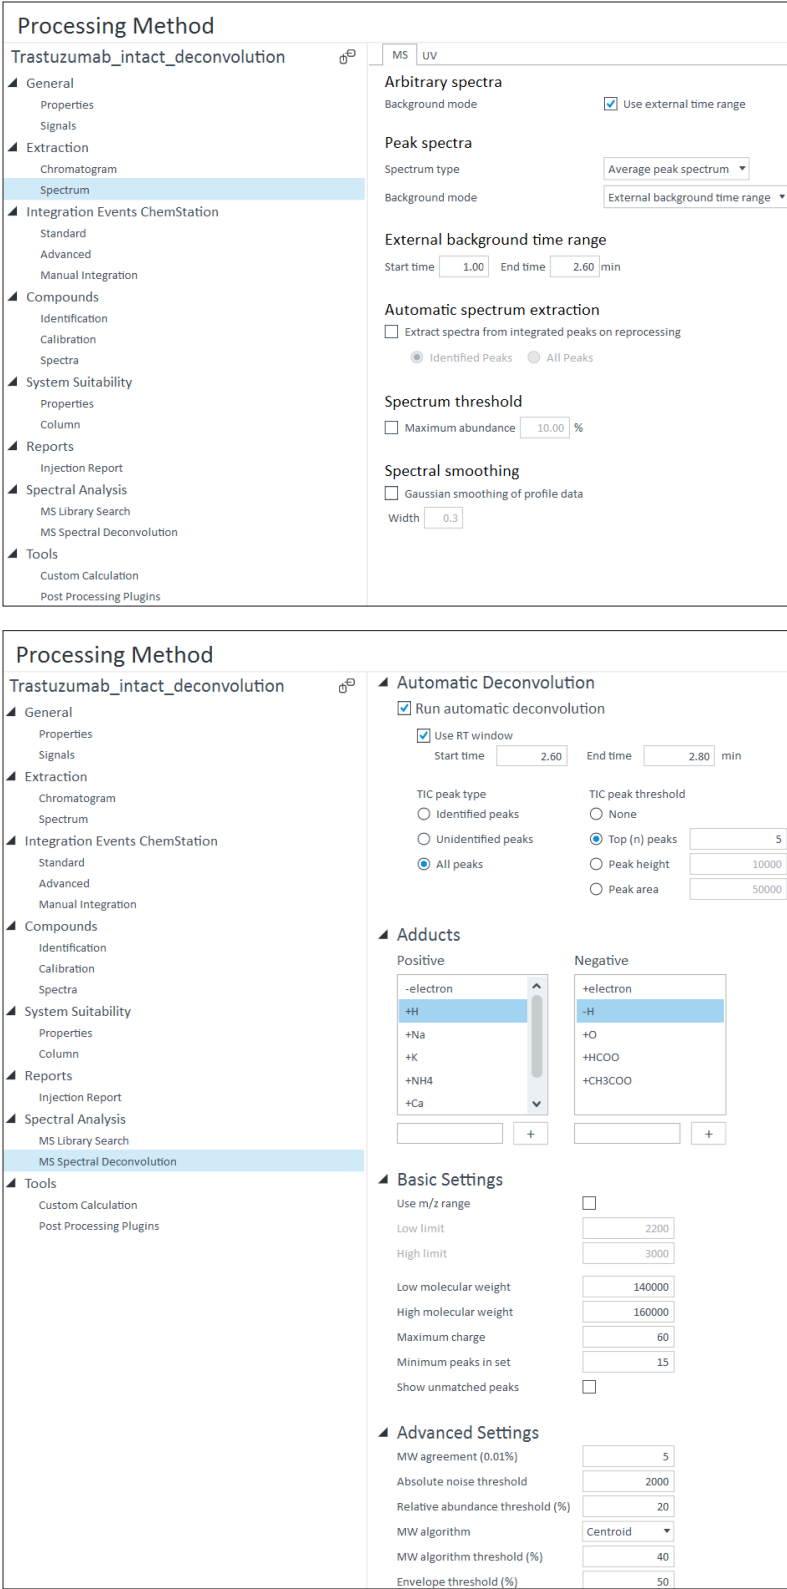 Processing Method
Trastuzumab_intact_deconvolution
General
Properties
Signals
Extraction
Chromatogram
Spectrum
Integration Events ChemStation
Standard
Advanced
Manual Integration
Compounds
Identification
Calibration
Spectra
System Suitability
Properties
Column
Reports
Injection Report
Spectral Analysis
MS Library Search
MS Spectral Deconvolution
Tools
Custom Calculation
Post Processing Plugins
MS UV
Arbitrary spectra
Background mode Use external time range
Peak spectra
Spectrum type Average peak spectrum
Background mode External background time range
External background time range
Start time 1.00 End time 2.60 min
Automatic spectrum extraction
Extract spectra from integrated peaks on reprocessing
Identified Peaks All Peaks
Spectrum threshold
Maximum abundance 10.00 %
Spectral smoothing
Gaussian smoothing of profile data
Width 0.3
Processing Method
Trastuzumab_intact_deconvolution
General
Properties
Signals
Extraction
Chromatogram
Spectrum
Integration Events ChemStation
Standard
Advanced
Manual Integration
Compounds
Identification
Calibration
Spectra
System Suitability
Properties
Column
Reports
Injection Report
Spectral Analysis
MS Library Search
MS Spectral Deconvolution
Tools
Custom Calculation
Post Processing Plugins
Automatic Deconvolution
Run automatic deconvolution
Use RT window
Start time 2.60 End time 2.80 min
TIC peak type TIC peak threshold
Identified peaks None
Unidentified peaks Top (n) peaks 5
All peaks Peak height 10000
Peak area 50000
Adducts
Positive Negative
-electron +electron
+H -H
+Na +O
+K +HCOO
+NH4 +CH3COO
+Ca
+ +
Basic Settings
Use m/z range
Low limit 2200
High limit 3000
Low molecular weight 140000
High molecular weight 160000
Maximum charge 60
Minimum peaks in set 15
Show unmatched peaks
Advanced Settings
MW agreement (0.01%) 5
Absolute noise threshold 2000
Relative abundance threshold (%) 20
MW algorithm Centroid
MW algorithm threshold (%) 40
Envelope threshold (%) 50